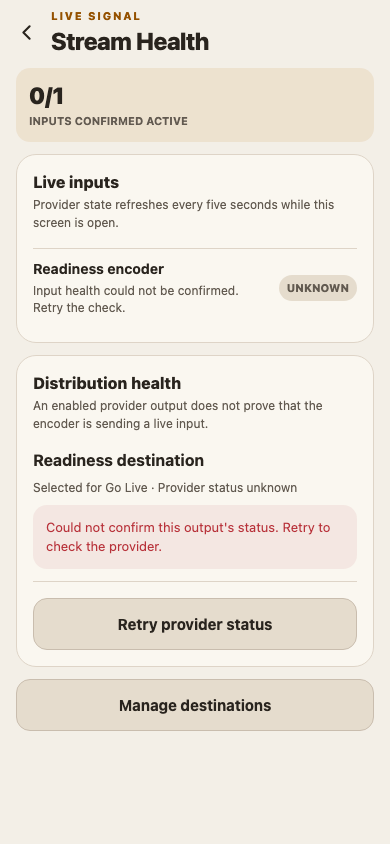 LIVE SIGNAL
Stream Health
0/1
INPUTS CONFIRMED ACTIVE
Live inputs
Provider state refreshes every five seconds while this
screen is open.
Readiness encoder
Input health could not be confirmed.
Retry the check.
UNKNOWN
Distribution health
An enabled provider output does not prove that the
encoder is sending a live input.
Readiness destination
Selected for Go Live · Provider status unknown
Could not confirm this output's status. Retry to
check the provider.
Retry provider status
Manage destinations